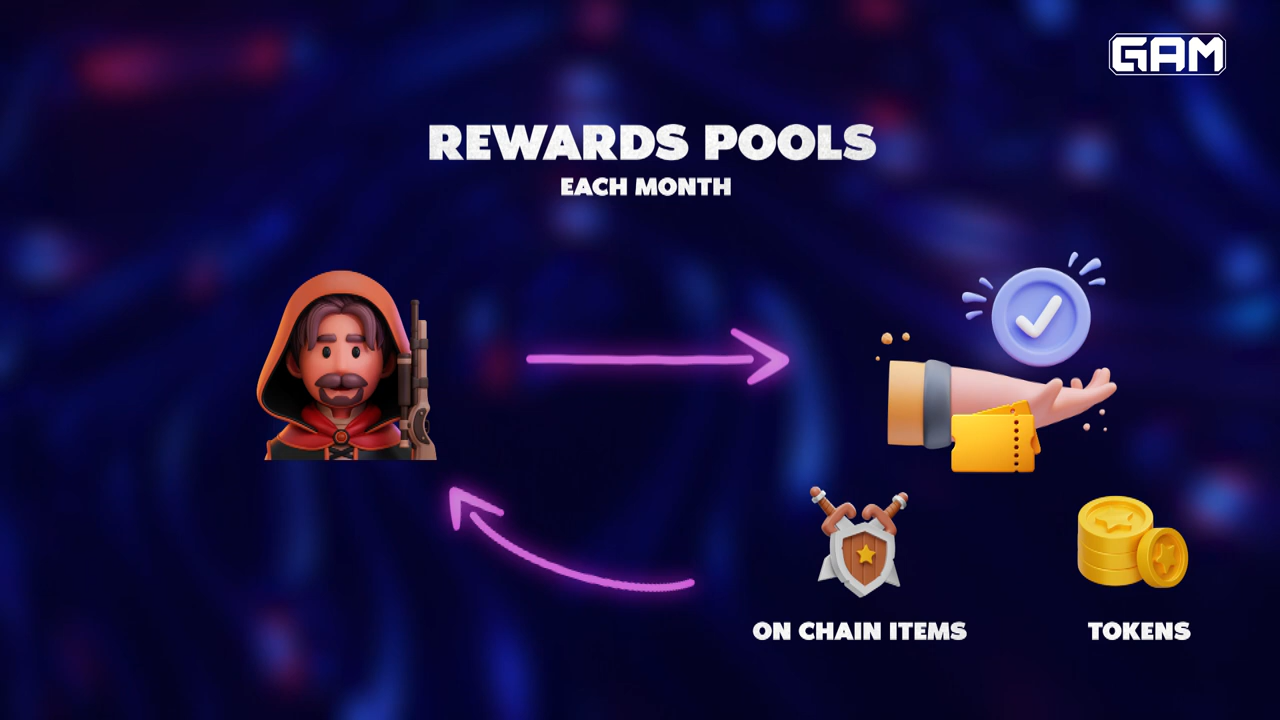 GAM
REWARDS POOLS
EACH MONTH
ON CHAIN ITEMS
TOKENS